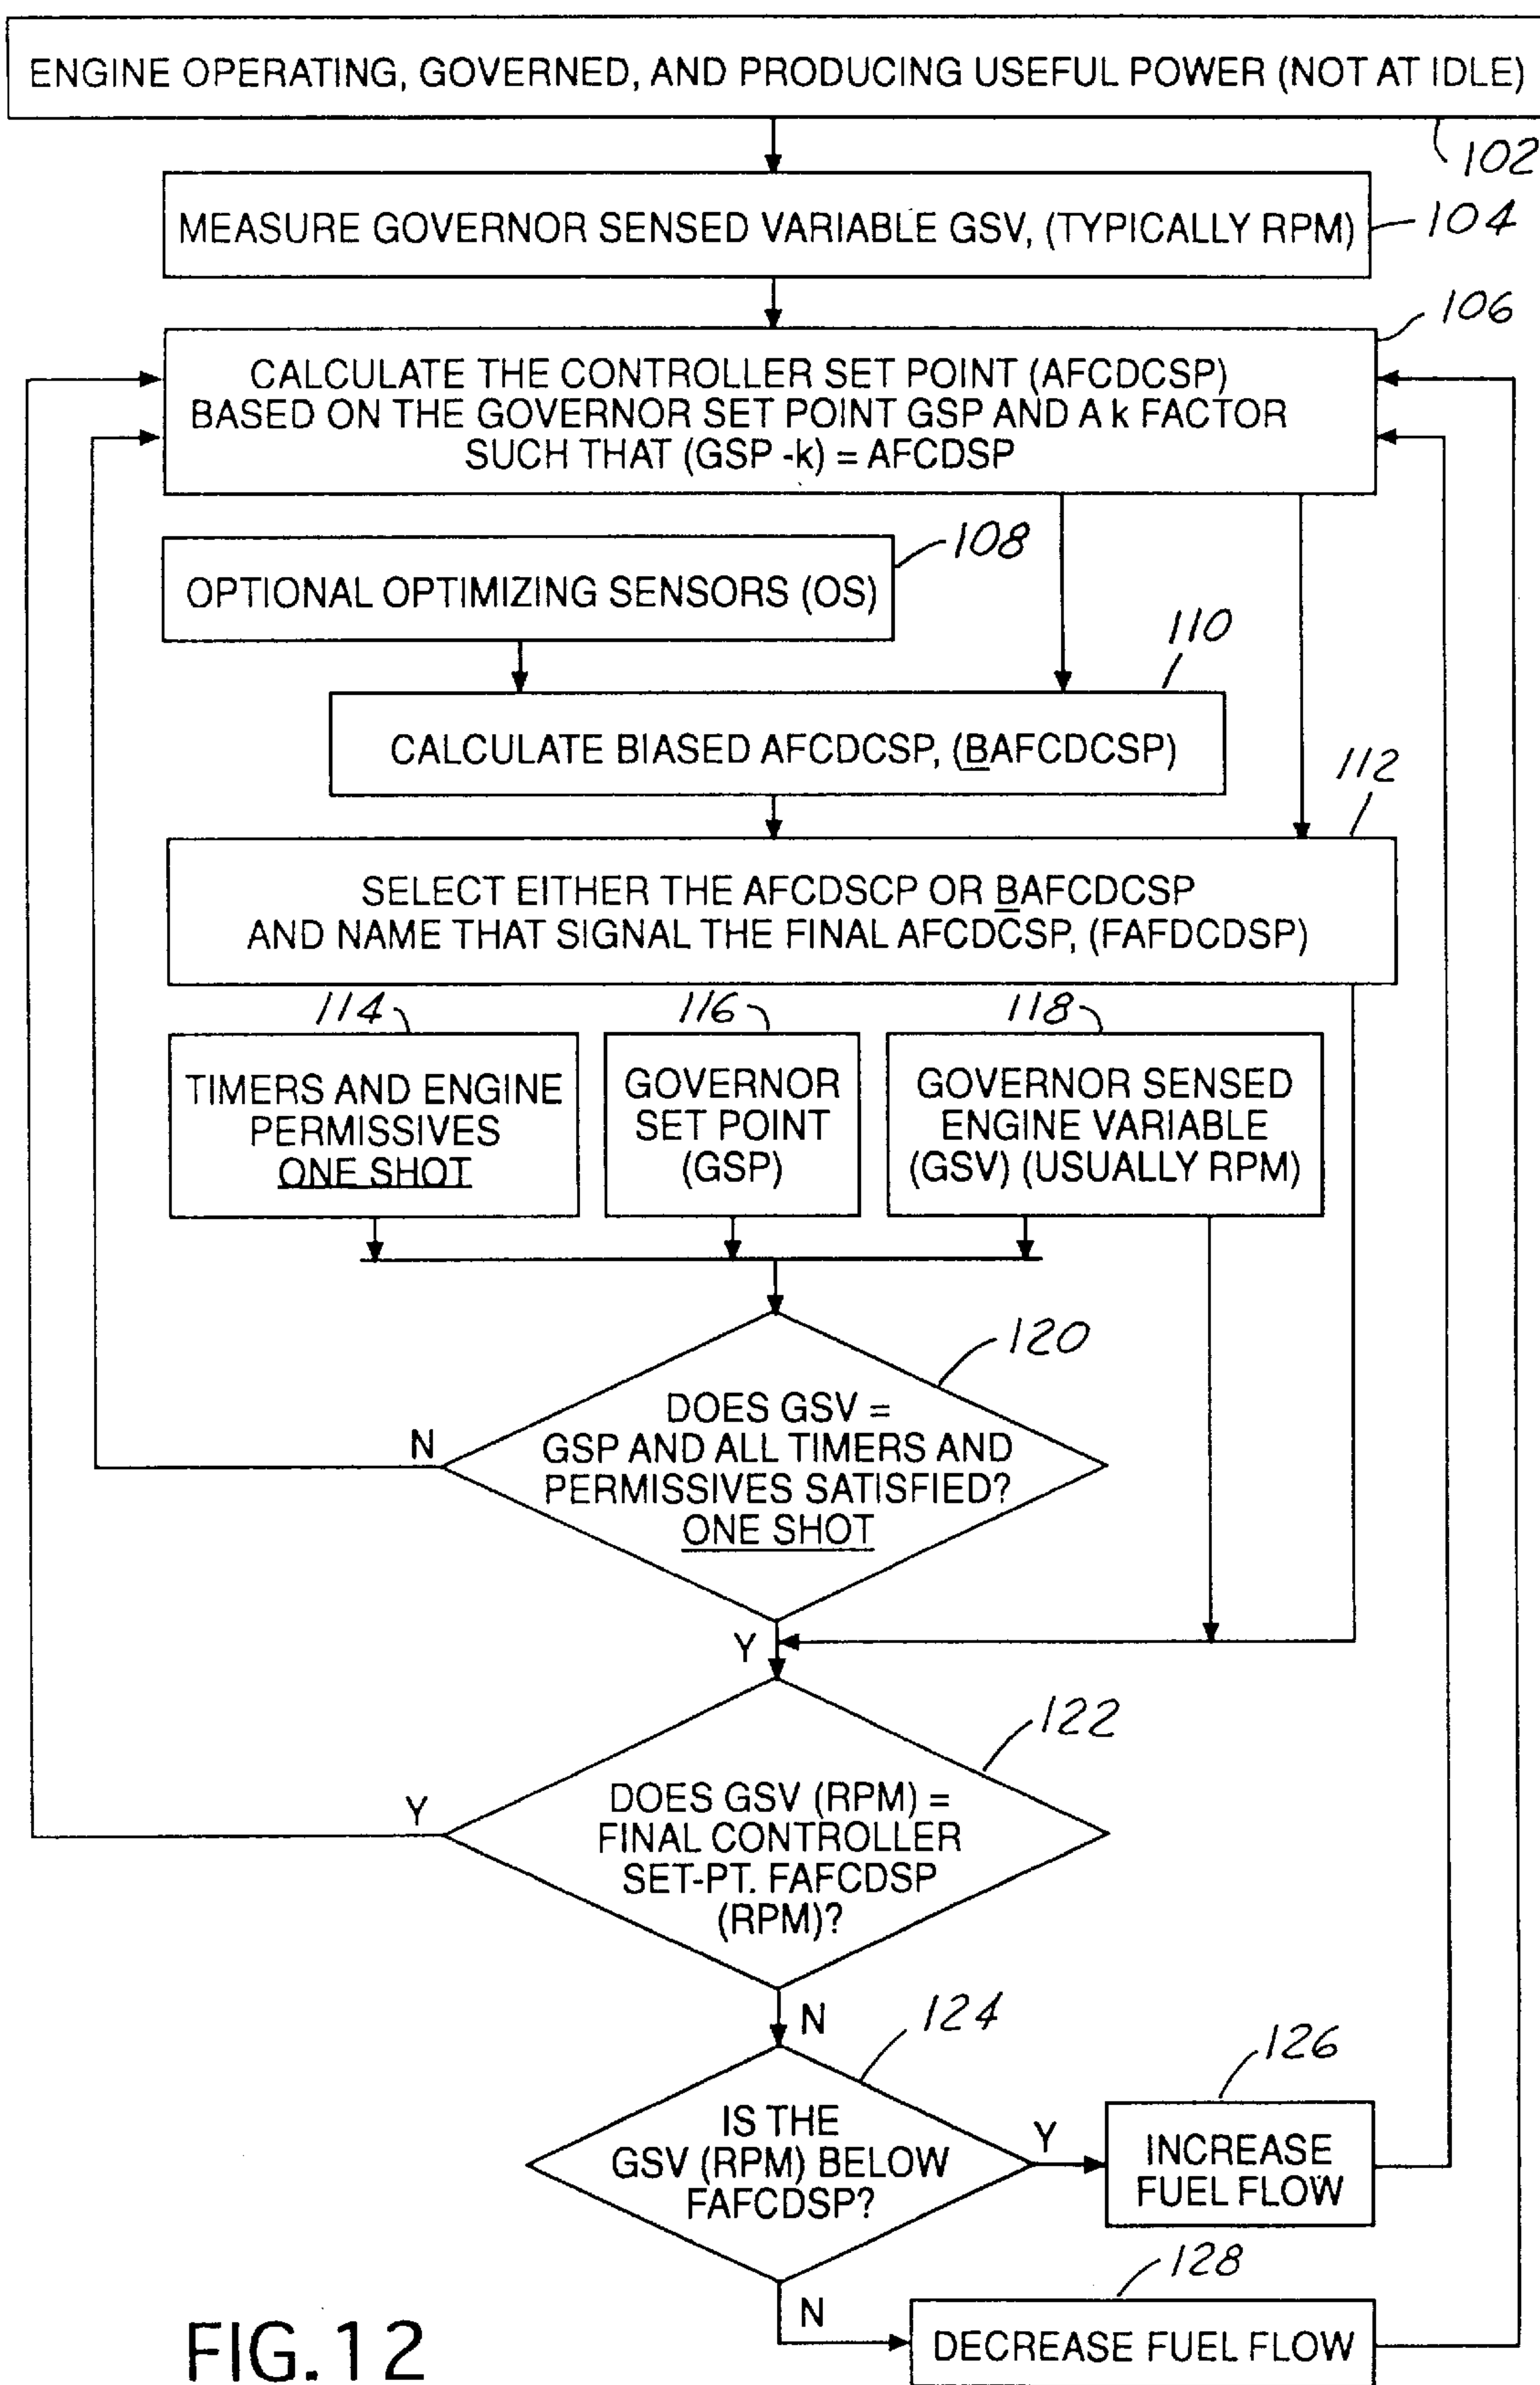 ENGINE OPERATING, GOVERNED, AND PRODUCING USEFUL POWER (NOT AT IDLE)
102
MEASURE GOVERNOR SENSED VARIABLE GSV, (TYPICALLY RPM)
104
106
CALCULATE THE CONTROLLER SET POINT (AFCDCSP)
BASED ON THE GOVERNOR SET POINT GSP AND A k FACTOR
SUCH THAT (GSP -k) = AFCDSP
108
OPTIONAL OPTIMIZING SENSORS (OS)
110
CALCULATE BIASED AFCDCSP, (BAFCDCSP)
112
SELECT EITHER THE AFCDSCP OR BAFCDCSP
AND NAME THAT SIGNAL THE FINAL AFCDCSP, (FAFDCDSP)
114
116
118
TIMERS AND ENGINE
PERMISSIVES
ONE SHOT
GOVERNOR
SET POINT
(GSP)
GOVERNOR SENSED
ENGINE VARIABLE
(GSV) (USUALLY RPM)
120
N
DOES GSV =
GSP AND ALL TIMERS AND
PERMISSIVES SATISFIED?
ONE SHOT
Y
122
Y
DOES GSV (RPM) =
FINAL CONTROLLER
SET-PT. FAFCDSP
(RPM)?
N
124
126
IS THE
GSV (RPM) BELOW
FAFCDSP?
Y
INCREASE
FUEL FLOW
128
N
DECREASE FUEL FLOW
FIG.12